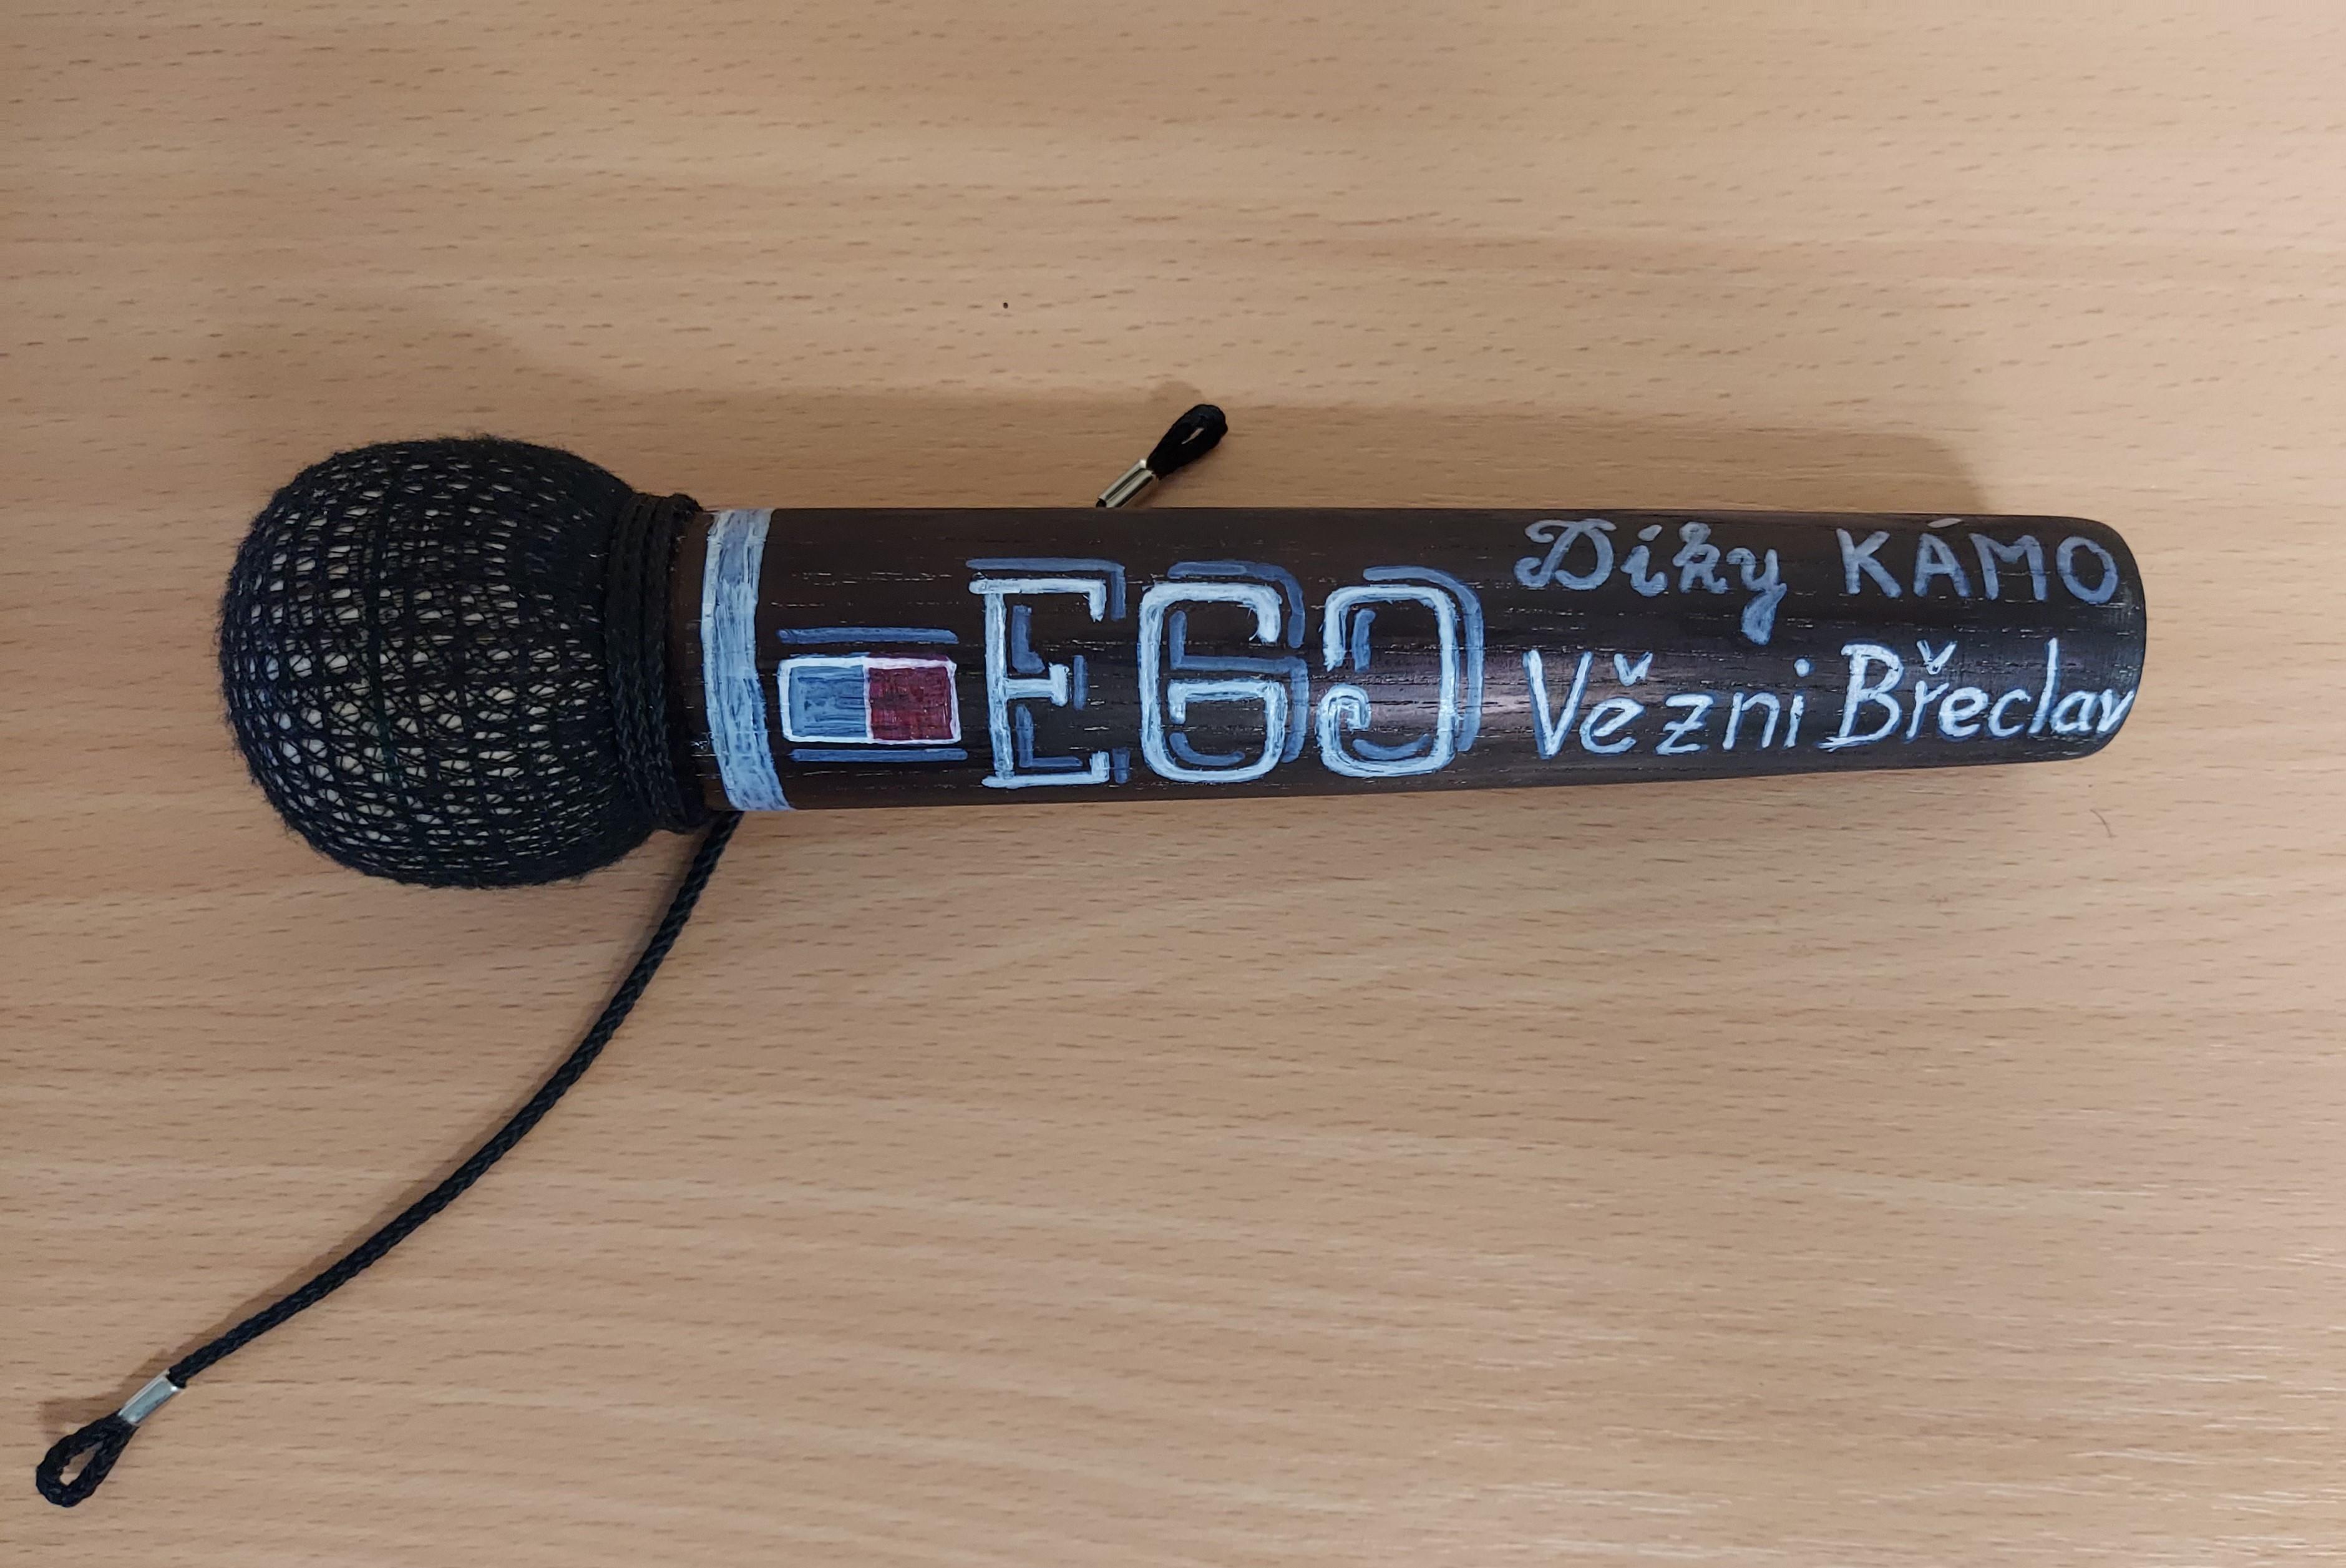 EGO
Díky KÁMO
Vězni Břeclav